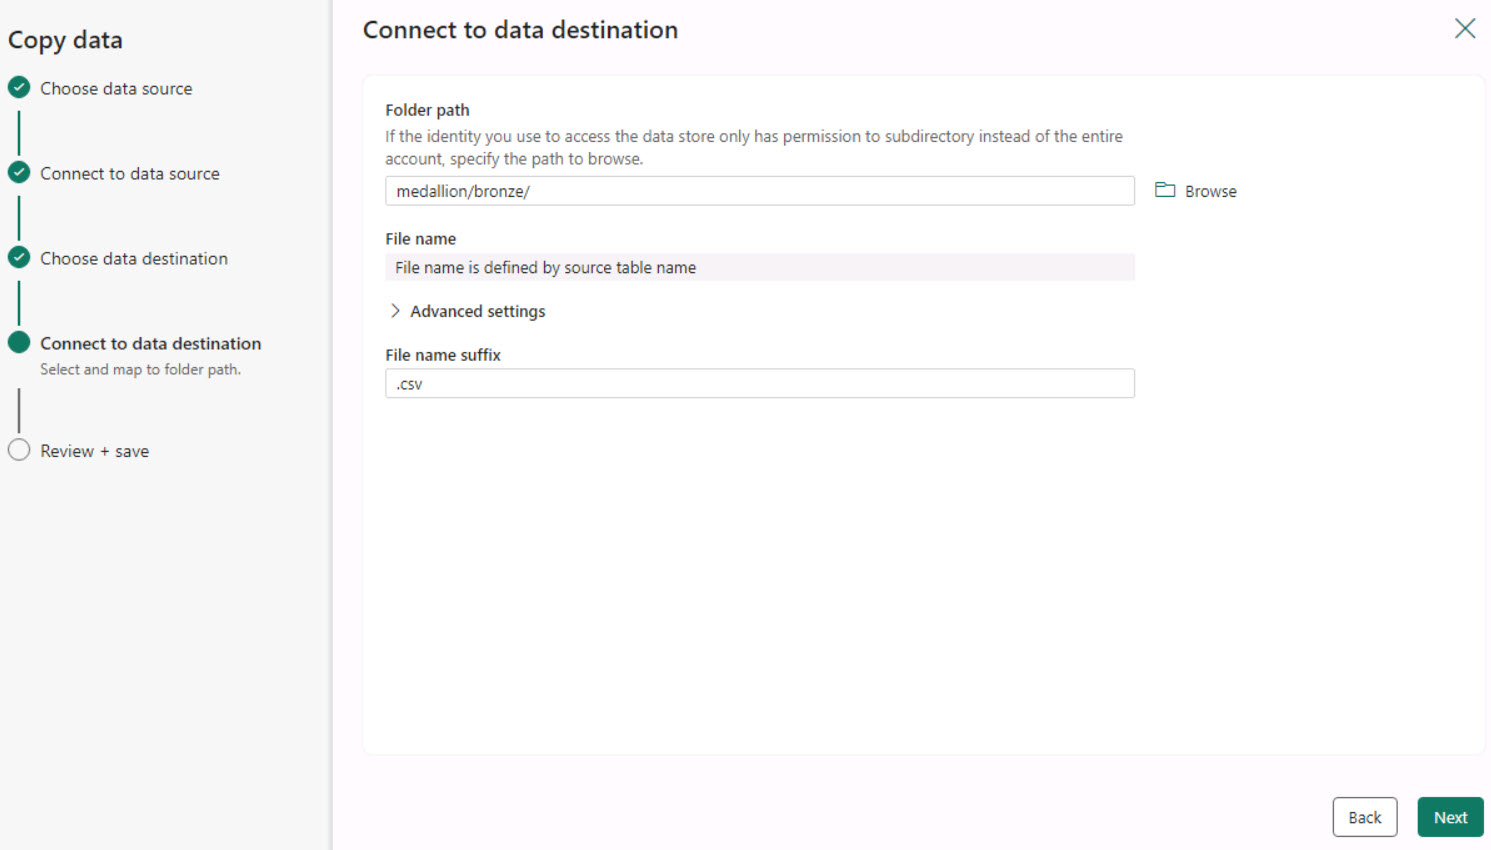 Copy data
Choose data source
Connect to data source
Choose data destination
Connect to data destination
Select and map to folder path.
Review + save
Connect to data destination
Folder path
If the identity you use to access the data store only has permission to subdirectory instead of the entire
account, specify the path to browse.
medallion/bronze/
Browse
File name
File name is defined by source table name
Advanced settings
File name suffix
.csv
Back
Next